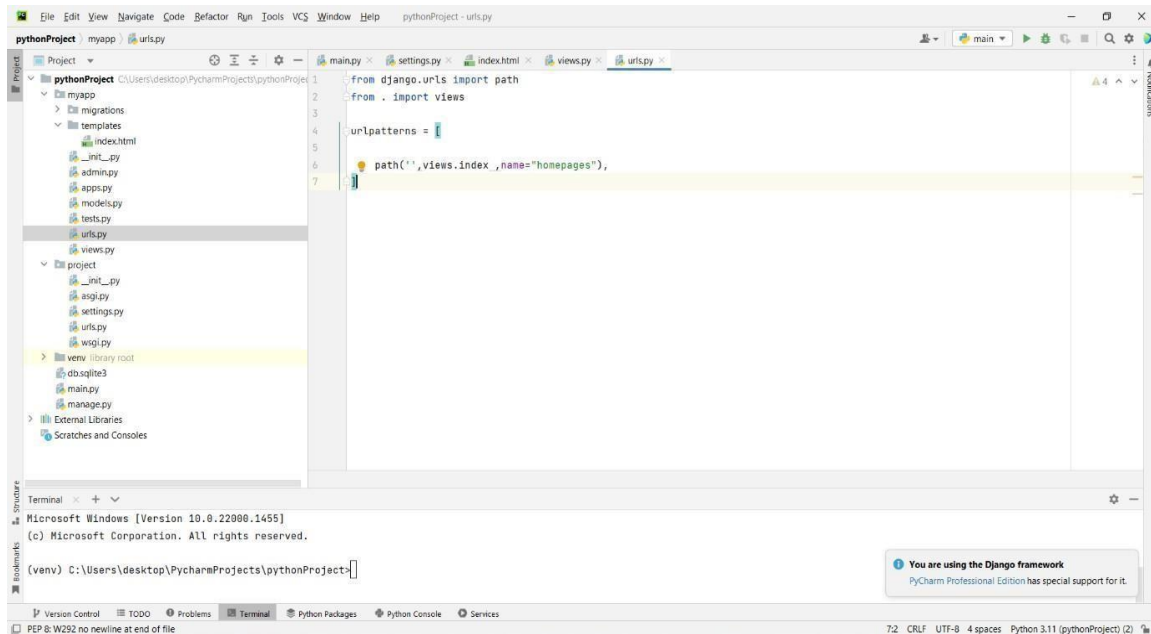 File Edit View Navigate Code Refactor Run Tools VCS Window Help pythonProject - urls.py
pythonProject myapp urls.py main
Project main.py settings.py index.html views.py urls.py
Project
pythonProject C:\Users\desktop\PycharmProjects\pythonProjec
myapp
migrations
templates
index.html
__init__.py
admin.py
apps.py
models.py
tests.py
urls.py
views.py
project
__init__.py
asgi.py
settings.py
urls.py
wsgi.py
venv library root
db.sqlite3
main.py
manage.py
External Libraries
Scratches and Consoles
1 from django.urls import path
2 from . import views
3
4 urlpatterns = [
5
6 path('',views.index ,name="homepages"),
7 ]
4
Notifications
Structure
Bookmarks
Terminal
Microsoft Windows [Version 10.0.22000.1455]
(c) Microsoft Corporation. All rights reserved.
(venv) C:\Users\desktop\PycharmProjects\pythonProject>
You are using the Django framework
PyCharm Professional Edition has special support for it.
Version Control TODO Problems Terminal Python Packages Python Console Services
PEP 8: W292 no newline at end of file 7:2 CRLF UTF-8 4 spaces Python 3.11 (pythonProject) (2)